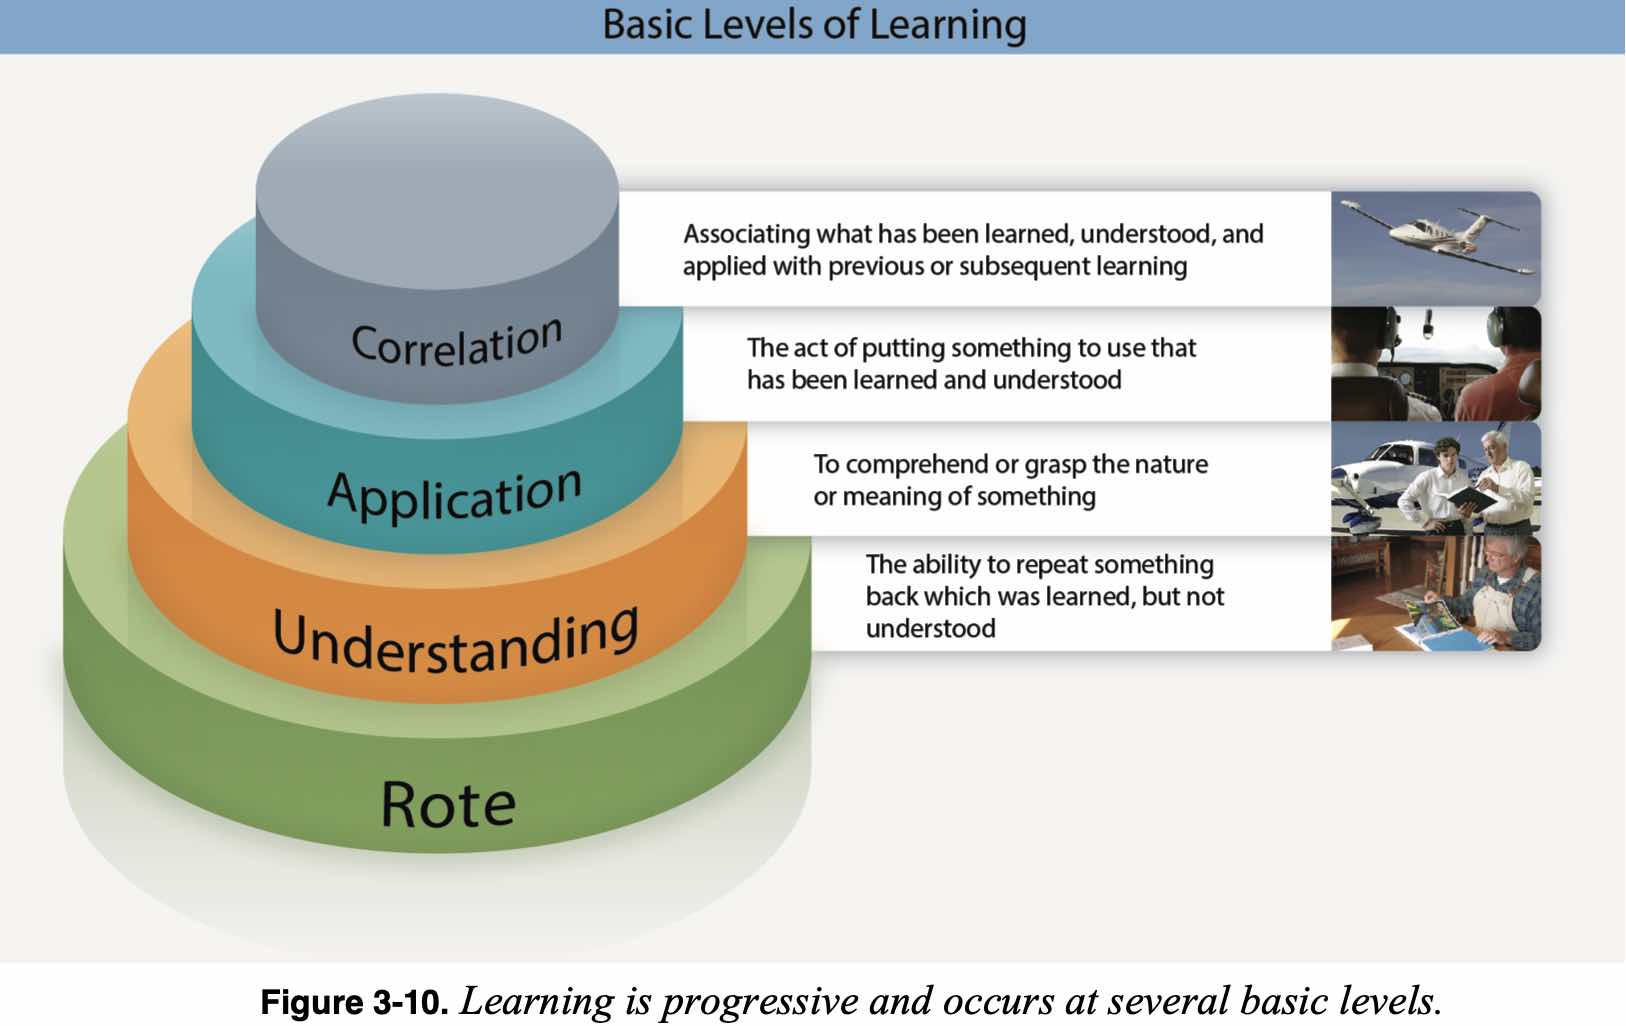 Basic Levels of Learning
Correlation
Associating what has been learned, understood, and
applied with previous or subsequent learning
Application
The act of putting something to use that
has been learned and understood
Understanding
To comprehend or grasp the nature
or meaning of something
Rote
The ability to repeat something
back which was learned, but not
understood
Figure 3-10. Learning is progressive and occurs at several basic levels.